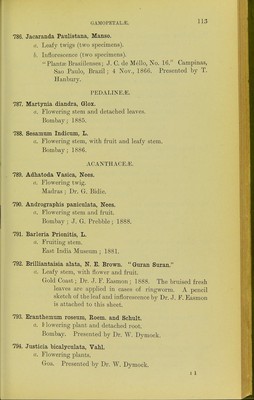 GAMOPETALÆ. 113
786. Jacaranda Paulistana, Manso.
a. Leafy twigs (two specimens).
b. Inflorescence (two specimens).
"Plantæ Brasilienses; J. C. de Méllo, No. 16." Campinas,
Sao Paulo, Brazil; 4 Nov., 1866. Presented by T.
Hanbury.
PEDALINEÆ.
787. Martynia diandra, Glox.
a. Flowering stem and detached leaves.
Bombay; 1885.
788. Sesamum Indicum, L.
a. Flowering stem, with fruit and leafy stem.
Bombay; 1886.
ACANTHACEÆ.
789. Adhatoda Vasica, Nees.
a. Flowering twig.
Madras; Dr. G. Bidie.
790. Andrographis paniculata, Nees.
a. Flowering stem and fruit.
Bombay; J. G. Prebble; 1888.
791. Barleria Prionitis, L.
a. Fruiting stem.
East India Museum; 1881.
792. Brilliantaisia alata, N. E. Brown. "Guran Suran."
a. Leafy stem, with flower and fruit.
Gold Coast; Dr. J. F. Easmon; 1888. The bruised fresh
leaves are applied in cases of ringworm. A pencil
sketch of the leaf and inflorescence by Dr. J. F. Easmon
is attached to this sheet.
793. Eranthemum roseum, Roem. and Schult.
a. Flowering plant and detached root.
Bombay. Presented by Dr. W. Dymock.
794. Justicia bicalyculata, Vahl.
a. Flowering plants.
Goa. Presented by Dr. W. Dymock.